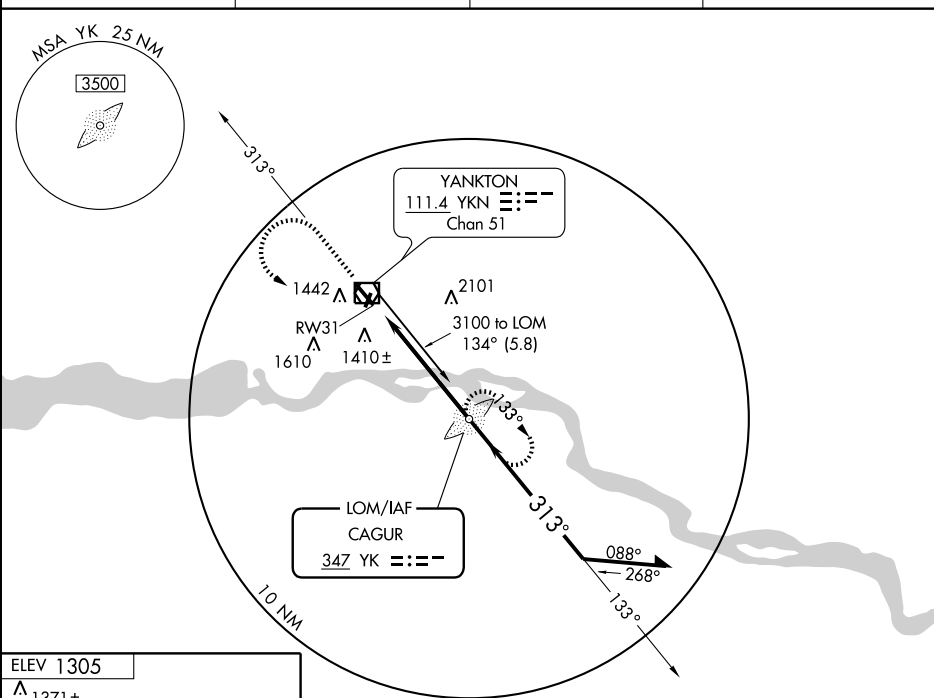 MSA YK 25 NM
3500
313°
YANKTON
111.4 YKN
Chan 51
1442
2101
RW31
3100 to LOM
134° (5.8)
1610
1410±
133°
LOM/IAF
CAGUR
347 YK
313°
088°
268°
133°
10 NM
ELEV 1305
1271±